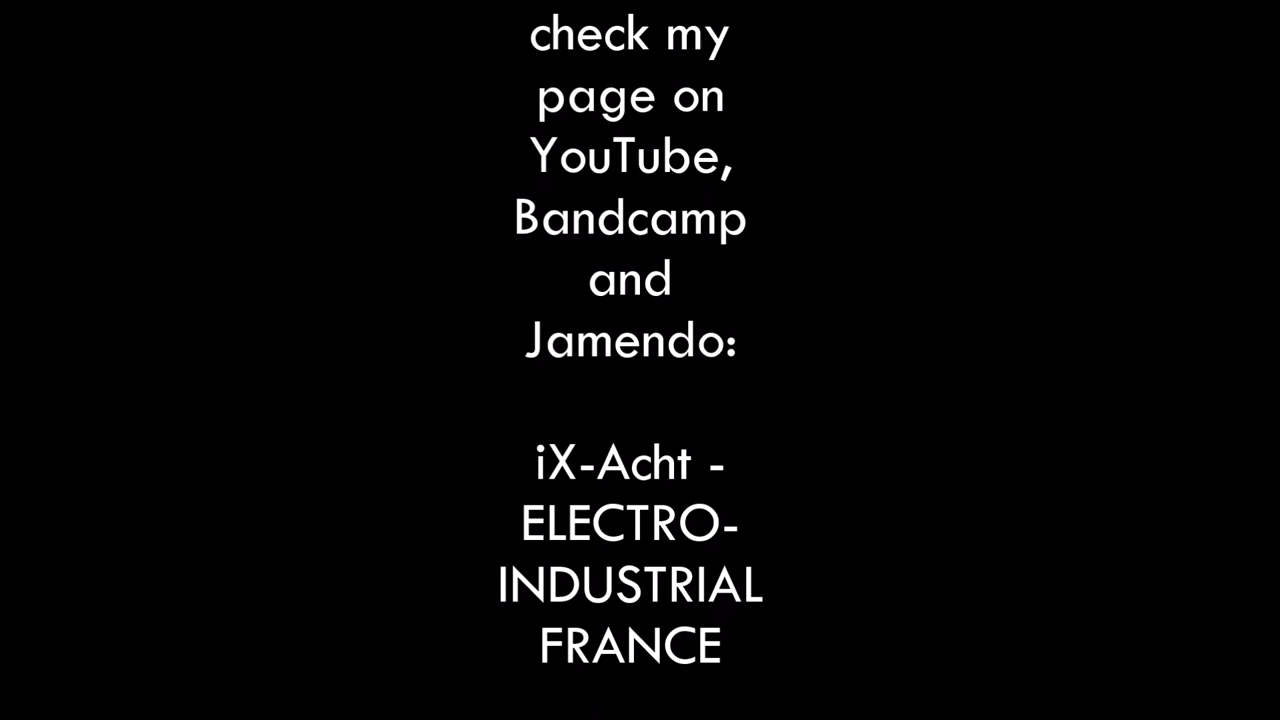 check my
page on
YouTube,
Bandcamp
and
Jamendo:
iX-Acht -
ELECTRO-
INDUSTRIAL
FRANCE